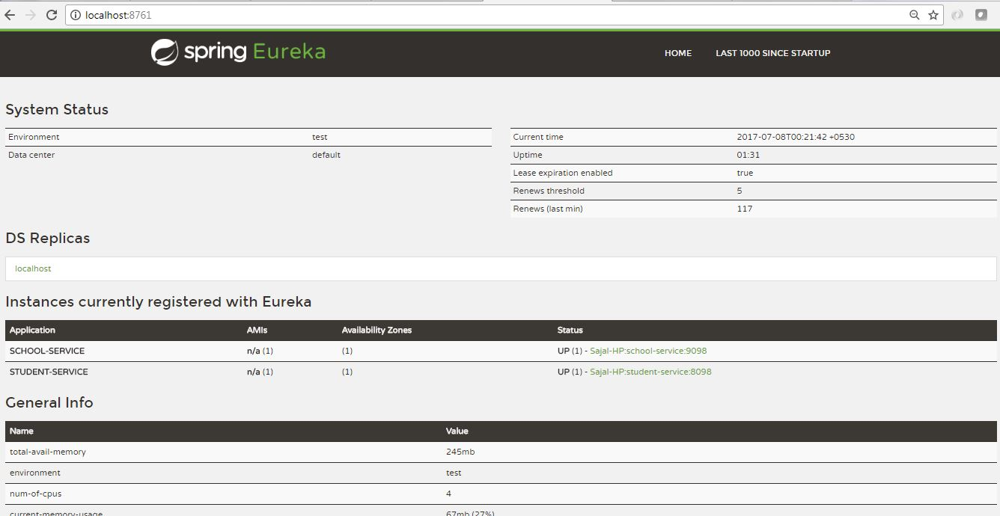 localhost:8761
spring Eureka
HOME LAST 1000 SINCE STARTUP
System Status
Environment test
Data center default
Current time 2017-07-08T00:21:42 +0530
Uptime 01:31
Lease expiration enabled true
Renews threshold 5
Renews (last min) 117
DS Replicas
localhost
Instances currently registered with Eureka
Application AMIs Availability Zones Status
SCHOOL-SERVICE n/a (1) (1) UP (1) - Sajal-HP:school-service:9098
STUDENT-SERVICE n/a (1) (1) UP (1) - Sajal-HP:student-service:8098
General Info
Name Value
total-avail-memory 245mb
environment test
num-of-cpus 4
current-memory-usage 67mb (27%)